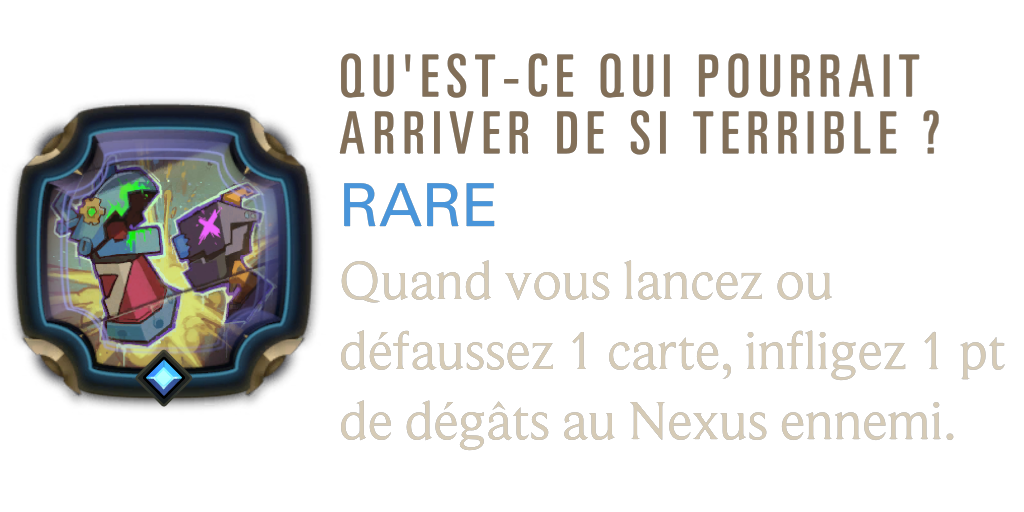 QU'EST-CE QUI POURRAIT
ARRIVER DE SI TERRIBLE ?
RARE
Quand vous lancez ou
défaussez 1 carte, infligez 1 pt
de dégâts au Nexus ennemi.